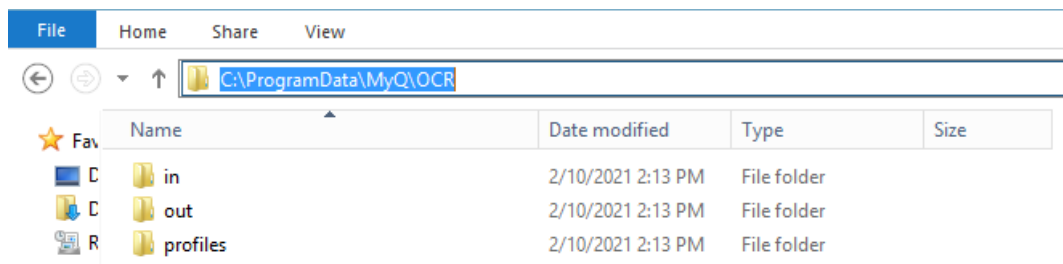 File Home Share View
C:\ProgramData\MyQ\OCR
Name Date modified Type Size
Fav
in 2/10/2021 2:13 PM File folder
out 2/10/2021 2:13 PM File folder
profiles 2/10/2021 2:13 PM File folder